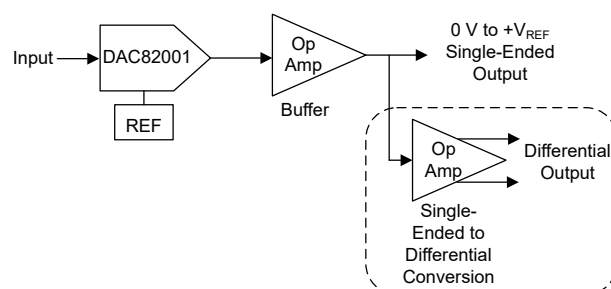 Input
DAC82001
REF
Op
Amp
Buffer
0 V to +VREF
Single-Ended
Output
Op
Amp
Differential
Output
Single-
Ended to
Differential
Conversion